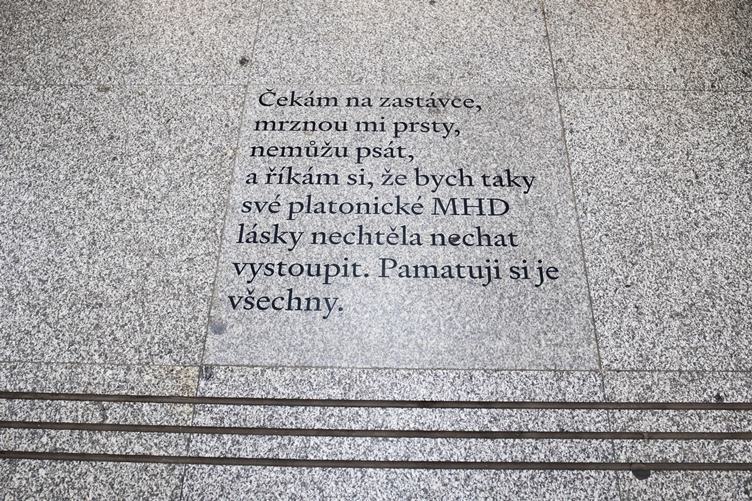 Čekám na zastávce,
mrznou mi prsty,
nemůžu psát,
a říkám si, že bych taky
své platonické MHD
lásky nechtěla nechat
vystoupit. Pamatuji si je
všechny.